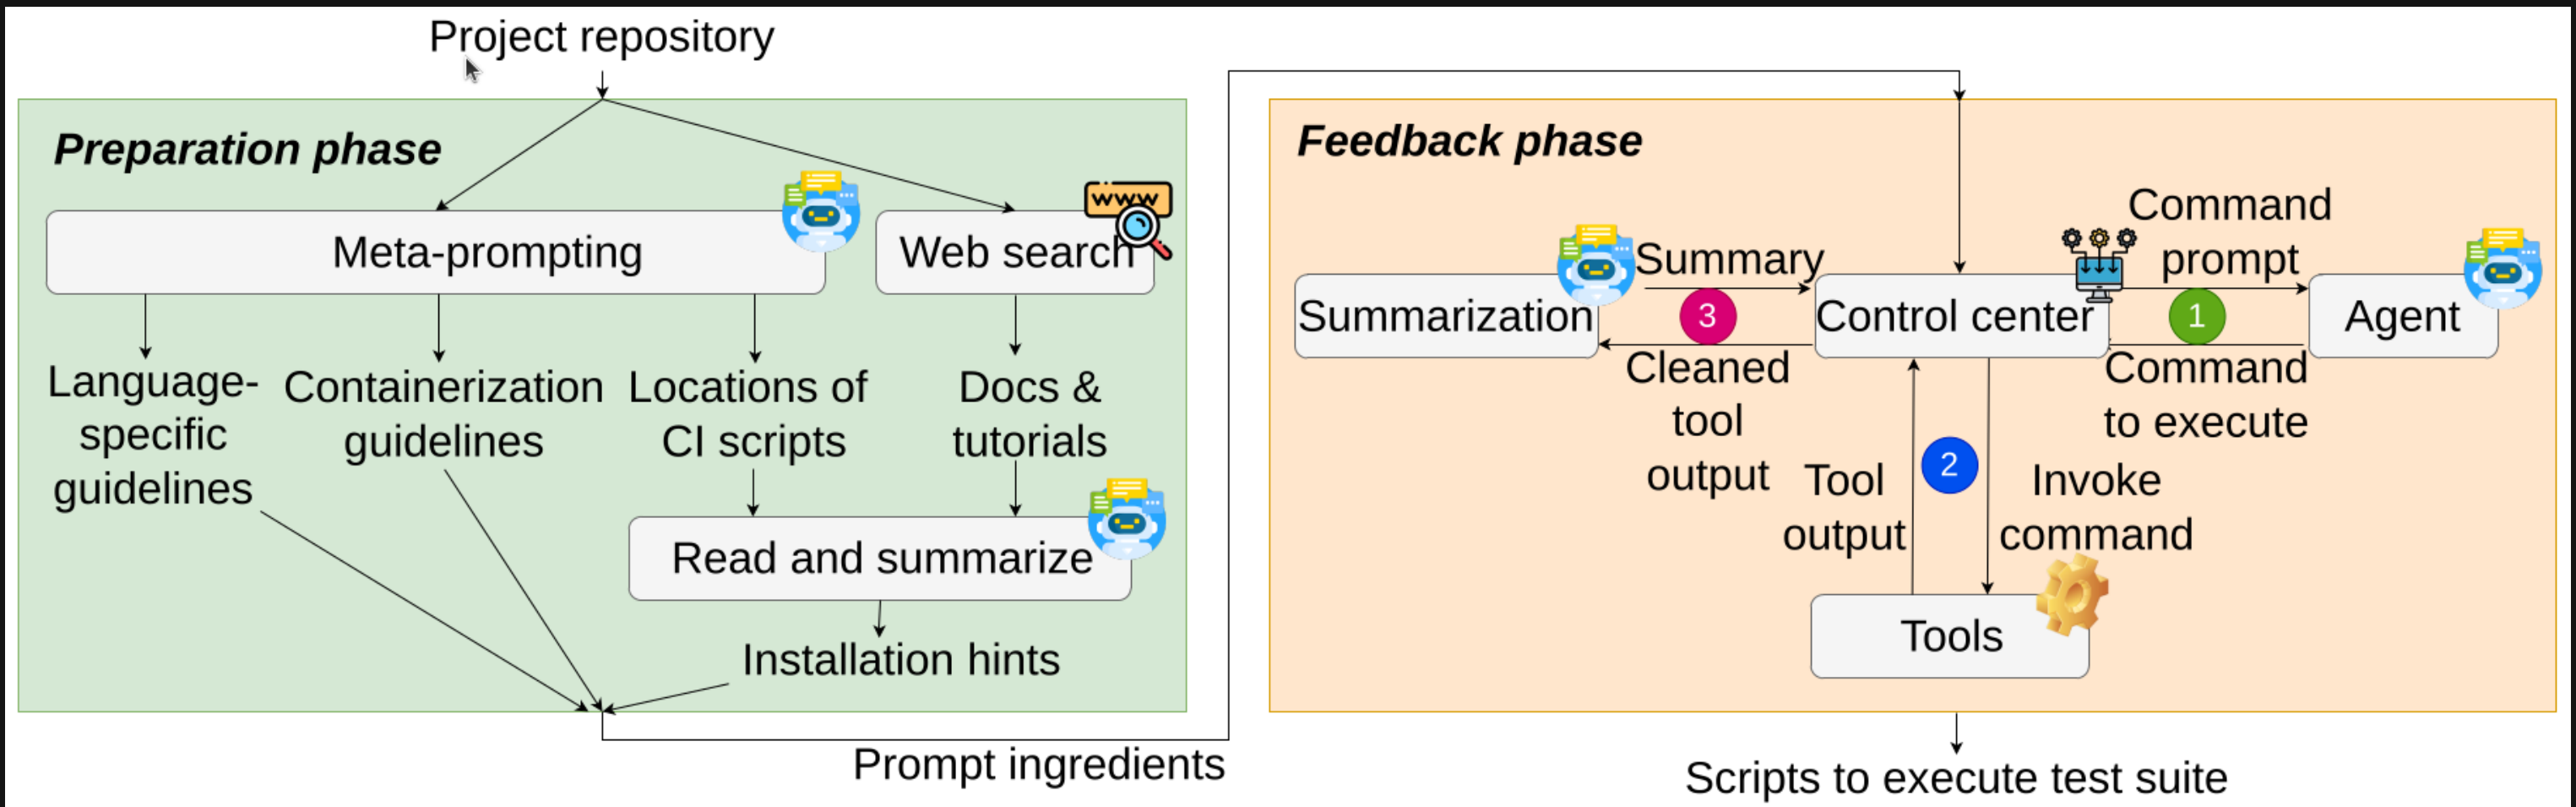 Project repository
Preparation phase
Meta-prompting
Web search
www
Language-
specific
guidelines
Containerization
guidelines
Locations of
CI scripts
Docs &
tutorials
Read and summarize
Installation hints
Prompt ingredients
Feedback phase
Summarization
Summary
3
Cleaned
tool
output
Control center
Command
prompt
1
Command
to execute
Agent
Tool
output
2
Invoke
command
Tools
Scripts to execute test suite